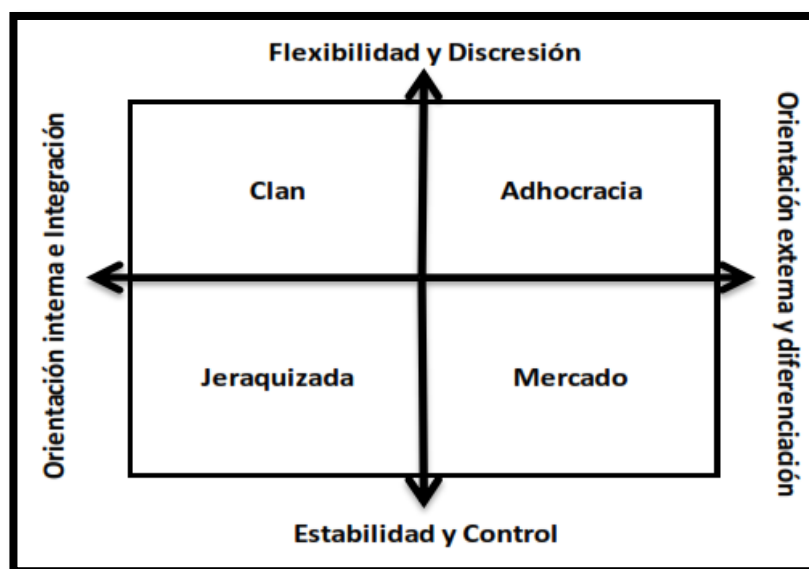 Flexibilidad y Discresión
Orientación interna e Integración
Clan
Adhocracia
Jeraquizada
Mercado
Orientación externa y diferenciación
Estabilidad y Control